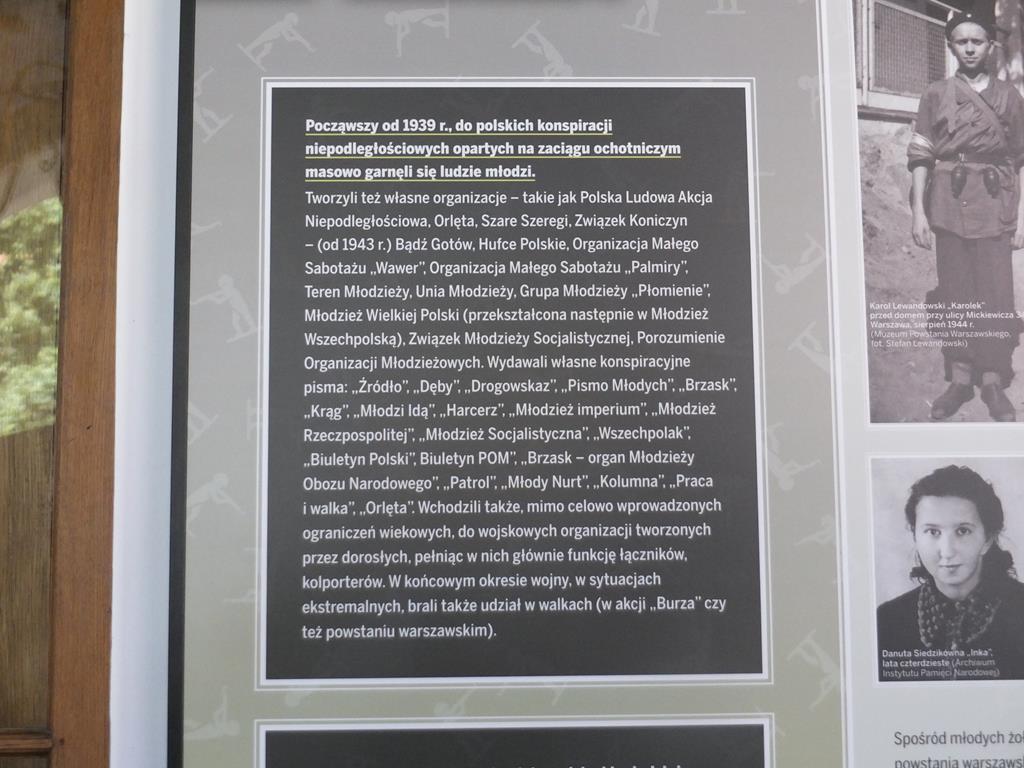 Począwszy od 1939 r., do polskich konspiracji
niepodległościowych opartych na zaciągu ochotniczym
masowo garnęli się ludzie młodzi.
Tworzyli też własne organizacje – takie jak Polska Ludowa Akcja
Niepodległościowa, Orlęta, Szare Szeregi, Związek Koniczyn
– (od 1943 r.) Bądź Gotów, Hufce Polskie, Organizacja Małego
Sabotażu „Wawer”, Organizacja Małego Sabotażu „Palmiry”,
Teren Młodzieży, Unia Młodzieży, Grupa Młodzieży „Płomienie”,
Młodzież Wielkiej Polski (przekształcona następnie w Młodzież
Wszechpolską), Związek Młodzieży Socjalistycznej, Porozumienie
Organizacji Młodzieżowych. Wydawali własne konspiracyjne
pisma: „Źródło”, „Dęby”, „Drogowskaz”, „Pismo Młodych”, „Brzask”,
„Krąg”, „Młodzi Idą”, „Harcerz”, „Młodzież imperium”, „Młodzież
Rzeczpospolitej”, „Młodzież Socjalistyczna”, „Wszechpolak”,
„Biuletyn Polski”, Biuletyn POM”, „Brzask – organ Młodzieży
Obozu Narodowego”, „Patrol”, „Młody Nurt”, „Kolumna”, „Praca
i walka”, „Orlęta”. Wchodzili także, mimo celowo wprowadzonych
ograniczeń wiekowych, do wojskowych organizacji tworzonych
przez dorosłych, pełniąc w nich głównie funkcję łączników,
kolporterów. W końcowym okresie wojny, w sytuacjach
ekstremalnych, brali także udział w walkach (w akcji „Burza” czy
też powstaniu warszawskim).
Karol Lewandowski „Karolek”
przed domem przy ulicy Mickiewicza
Warszawa, sierpień 1944 r.
(Muzeum Powstania Warszawskiego,
fot. Stefan Lewandowski)
Danuta Siedzikówna „Inka”,
lata czterdzieste (Archiwum
Instytutu Pamięci Narodowej)
Spośród młodych żoł
powstania warszaws